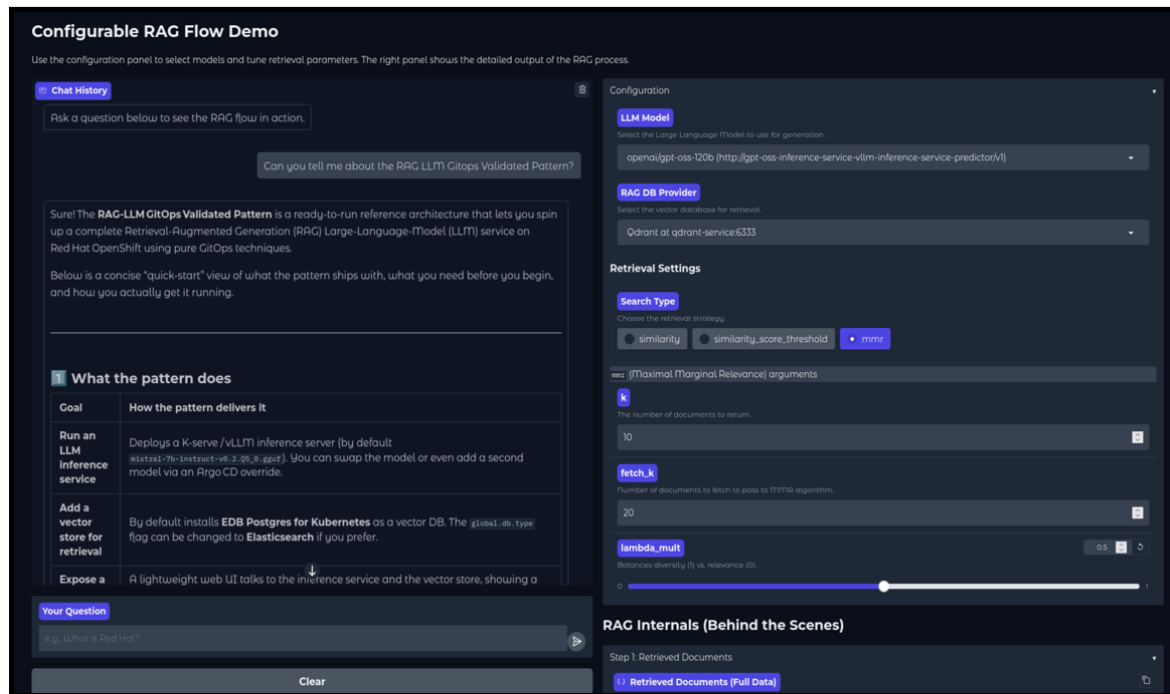 Configurable RAG Flow Demo
Use the configuration panel to select models and tune retrieval parameters. The right panel shows the detailed output of the RAG process.
Chat History
Ask a question below to see the RAG flow in action.
Can you tell me about the RAG LLM Gitops Validated Pattern?
Sure! The RAG-LLM GitOps Validated Pattern is a ready-to-run reference architecture that lets you spin
up a complete Retrieval-Augmented Generation (RAG) Large-Language-Model (LLM) service on
Red Hat OpenShift using pure GitOps techniques.
Below is a concise “quick-start” view of what the pattern ships with, what you need before you begin,
and how you actually get it running.
1 What the pattern does
Goal How the pattern delivers it
Run an
LLM
inference
service
Deploys a K-serve / vLLM inference server (by default
mistral-7b-instruct-v0.2.Q5_0.gguf). You can swap the model or even add a second
model via an Argo CD override.
Add a
vector
store for
retrieval
By default installs EDB Postgres for Kubernetes as a vector DB. The global.db.type
flag can be changed to Elasticsearch if you prefer.
Expose a A lightweight web UI talks to the inference service and the vector store, showing a
Your Question
e.g., What is Red Hat?
Clear
Configuration
LLM Model
Select the Large Language Model to use for generation.
openai/gpt-oss-120b (http://gpt-oss-inference-service-vllm-inference-service-predictor/v1)
RAG DB Provider
Select the vector database for retrieval.
Qdrant at qdrant-service:6333
Retrieval Settings
Search Type
Choose the retrieval strategy.
similarity similarity_score_threshold mmr
mmr (Maximal Marginal Relevance) arguments
k
The number of documents to return.
10
fetch_k
Number of documents to fetch to pass to MMR algorithm.
20
lambda_mult 0.5
Balances diversity (1) vs. relevance (0).
0 1
RAG Internals (Behind the Scenes)
Step 1: Retrieved Documents
Retrieved Documents (Full Data)